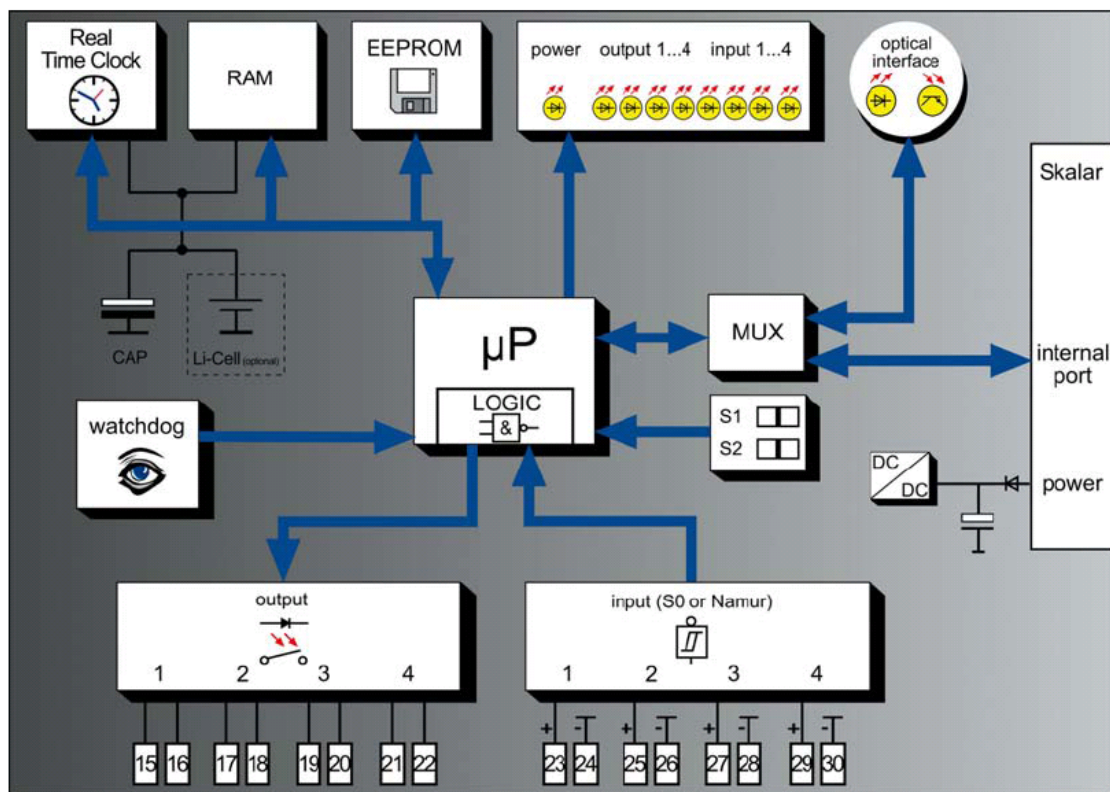 Real
Time Clock
RAM
EEPROM
power output 1...4 input 1...4
optical
interface
Skalar
internal
port
power
CAP
Li-Cell (optional)
µP
LOGIC
&
MUX
S1
S2
watchdog
DC
DC
output
1 2 3 4
input (S0 or Namur)
1 2 3 4
+ - + - + - + -
15 16 17 18 19 20 21 22 23 24 25 26 27 28 29 30